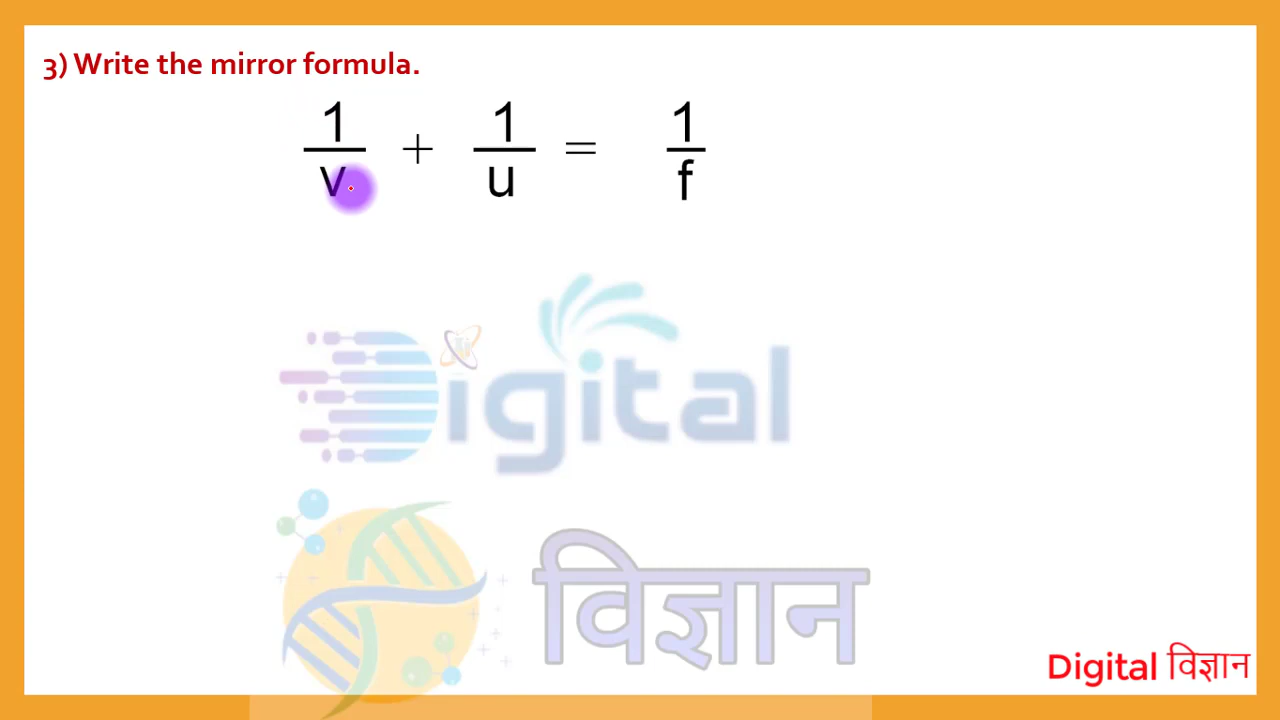 3) Write the mirror formula.
1/v + 1/u = 1/f
Digital
विज्ञान
Digital विज्ञान